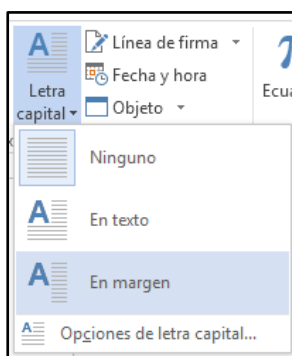 Línea de firma
Fecha y hora
Letra capital
Objeto
Ecua
Ninguno
En texto
En margen
Opciones de letra capital...